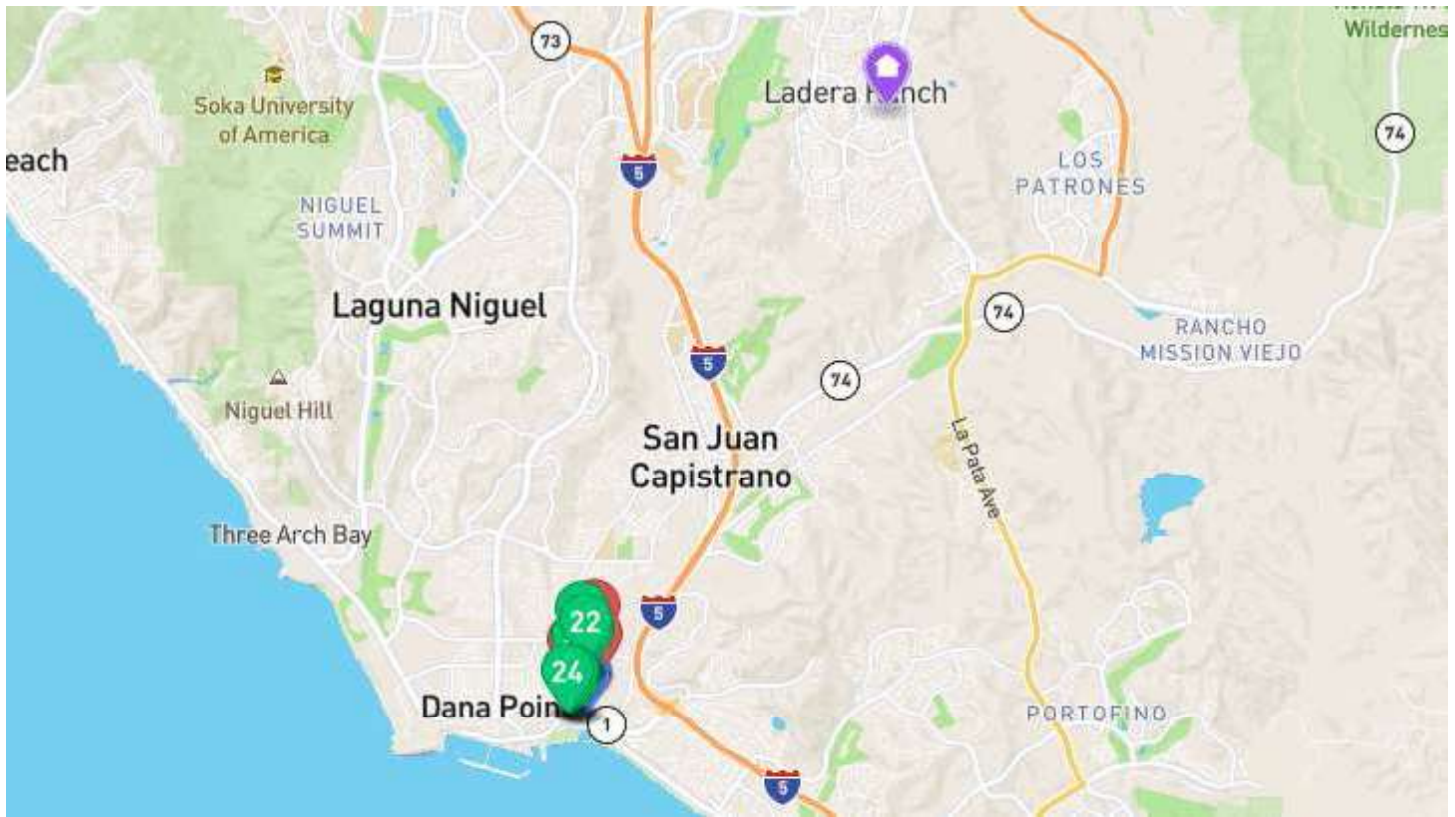 Wildernes
73
Soka University
of America
Ladera
nch
74
each
5
LOS
PATRONES
NIGUEL
SUMMIT
Laguna Niguel
74
RANCHO
MISSION VIEJO
5
74
Niguel Hill
San Juan
Capistrano
La Pata Ave
Three Arch Bay
22
5
24
Dana Poin
1
PORTOFINO
5